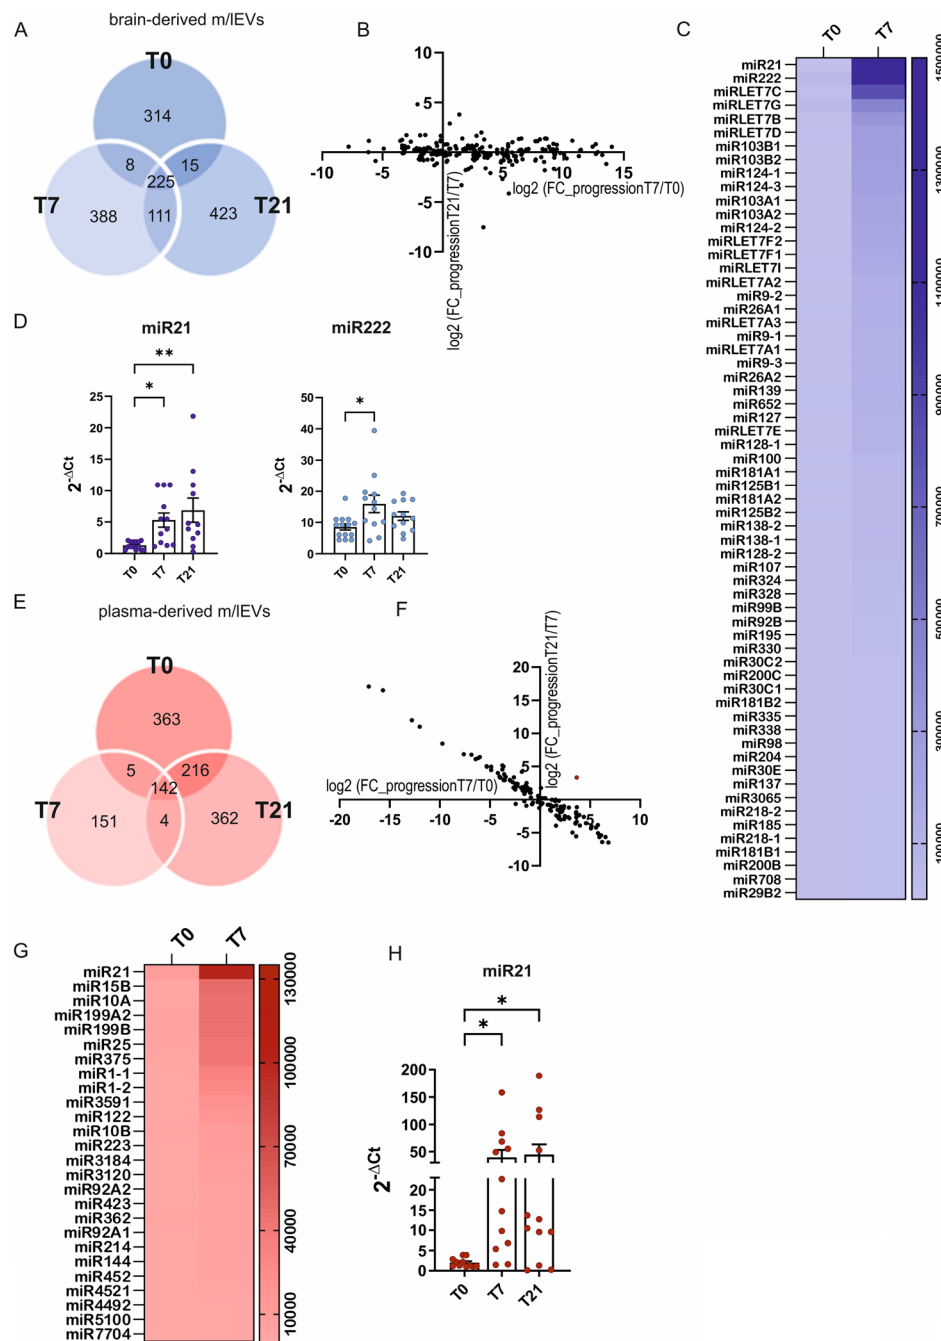 A
brain-derived m/lEVs
T0
314
8
15
225
T7
388
111
423
T21
B
10
5
-10
-5
5
10
15
-5
-10
log2 (FC_progressionT7/T0)
log2 (FC_progressionT21/T7)
C
T0
T7
miR21
miR222
miRLET7C
miRLET7G
miRLET7B
miRLET7D
miR103B1
miR103B2
miR124-1
miR124-3
miR103A1
miR103A2
miR124-2
miRLET7F2
miRLET7F1
miRLET7I
miRLET7A2
miR9-2
miR26A1
miRLET7A3
miR9-1
miRLET7A1
miR9-3
miR26A2
miR139
miR652
miR127
miRLET7E
miR128-1
miR100
miR181A1
miR125B1
miR181A2
miR125B2
miR138-2
miR138-1
miR128-2
miR107
miR324
miR328
miR99B
miR92B
miR195
miR330
miR30C2
miR200C
miR30C1
miR181B2
miR335
miR338
miR98
miR204
miR30E
miR137
miR3065
miR218-2
miR185
miR218-1
miR181B1
miR200B
miR708
miR29B2
1500000
1300000
1100000
900000
700000
500000
300000
100000
D
miR21
**
*
25
20
15
10
5
0
2-ΔCt
T0
T7
T21
miR222
*
50
40
30
20
10
0
2-ΔCt
T0
T7
T21
E
plasma-derived m/lEVs
T0
363
5
216
142
T7
151
4
362
T21
F
log2 (FC_progressionT21/T7)
20
15
10
5
log2 (FC_progressionT7/T0)
-20
-15
-10
-5
5
10
-5
-10
G
T0
T7
miR21
miR15B
miR10A
miR199A2
miR199B
miR25
miR375
miR1-1
miR1-2
miR3591
miR122
miR10B
miR223
miR3184
miR3120
miR92A2
miR423
miR362
miR92A1
miR214
miR144
miR452
miR4521
miR4492
miR5100
miR7704
130000
100000
70000
40000
10000
H
miR21
*
*
200
150
100
50
20
15
10
5
0
2-ΔCt
T0
T7
T21